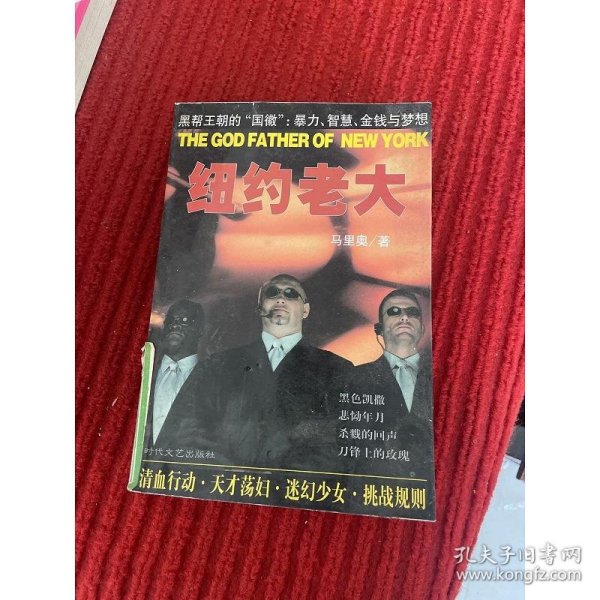 黑帮王朝的“国徽”：暴力、智慧、金钱与梦想
THE GOD FATHER OF NEW YORK
纽约老大
马里奥/著
黑色凯撒
悲恸年月
杀戮的回声
刀锋上的玫瑰
时代文艺出版社
清血行动·天才荡妇·迷幻少女·挑战规则
孔夫子旧书网
www.kongfz.com